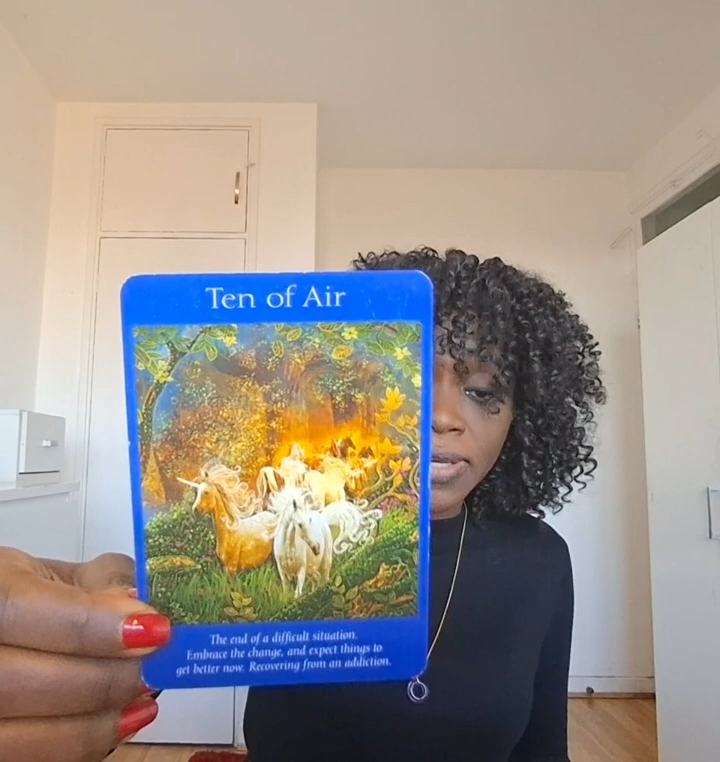 Ten of Air
The end of a difficult situation.
Embrace the change, and expect things to
get better now. Recovering from an addiction.